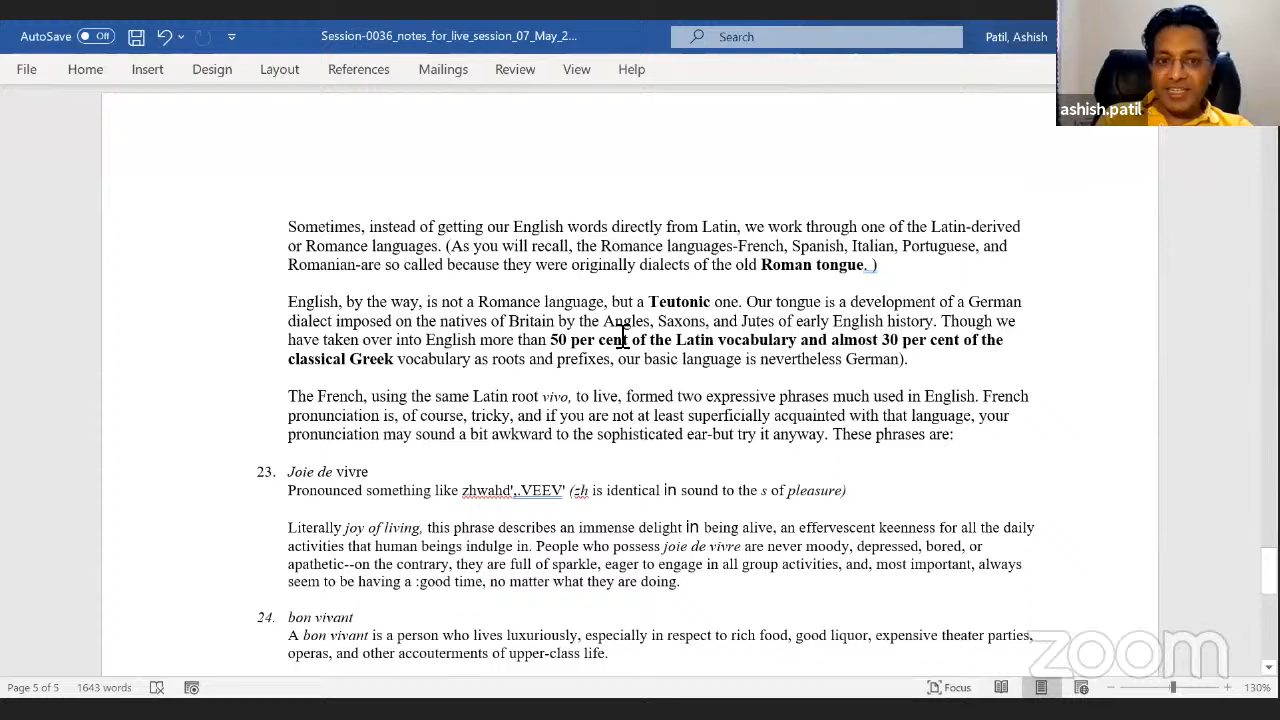 AutoSave Off Session-0036_notes_for_live_session_07_May_2... Search Patil, Ashish
File Home Insert Design Layout References Mailings Review View Help
ashish.patil
Sometimes, instead of getting our English words directly from Latin, we work through one of the Latin-derived
or Romance languages. (As you will recall, the Romance languages-French, Spanish, Italian, Portuguese, and
Romanian-are so called because they were originally dialects of the old Roman tongue. )
English, by the way, is not a Romance language, but a Teutonic one. Our tongue is a development of a German
dialect imposed on the natives of Britain by the Angles, Saxons, and Jutes of early English history. Though we
have taken over into English more than 50 per cent of the Latin vocabulary and almost 30 per cent of the
classical Greek vocabulary as roots and prefixes, our basic language is nevertheless German).
The French, using the same Latin root vivo, to live, formed two expressive phrases much used in English. French
pronunciation is, of course, tricky, and if you are not at least superficially acquainted with that language, your
pronunciation may sound a bit awkward to the sophisticated ear-but try it anyway. These phrases are:
23. Joie de vivre
Pronounced something like zhwahd',.VEEV' (zh is identical in sound to the s of pleasure)
Literally joy of living, this phrase describes an immense delight in being alive, an effervescent keenness for all the daily
activities that human beings indulge in. People who possess joie de vivre are never moody, depressed, bored, or
apathetic--on the contrary, they are full of sparkle, eager to engage in all group activities, and, most important, always
seem to be having a :good time, no matter what they are doing.
24. bon vivant
A bon vivant is a person who lives luxuriously, especially in respect to rich food, good liquor, expensive theater parties,
operas, and other accouterments of upper-class life.
zoom
Page 5 of 5 1643 words Focus 130%